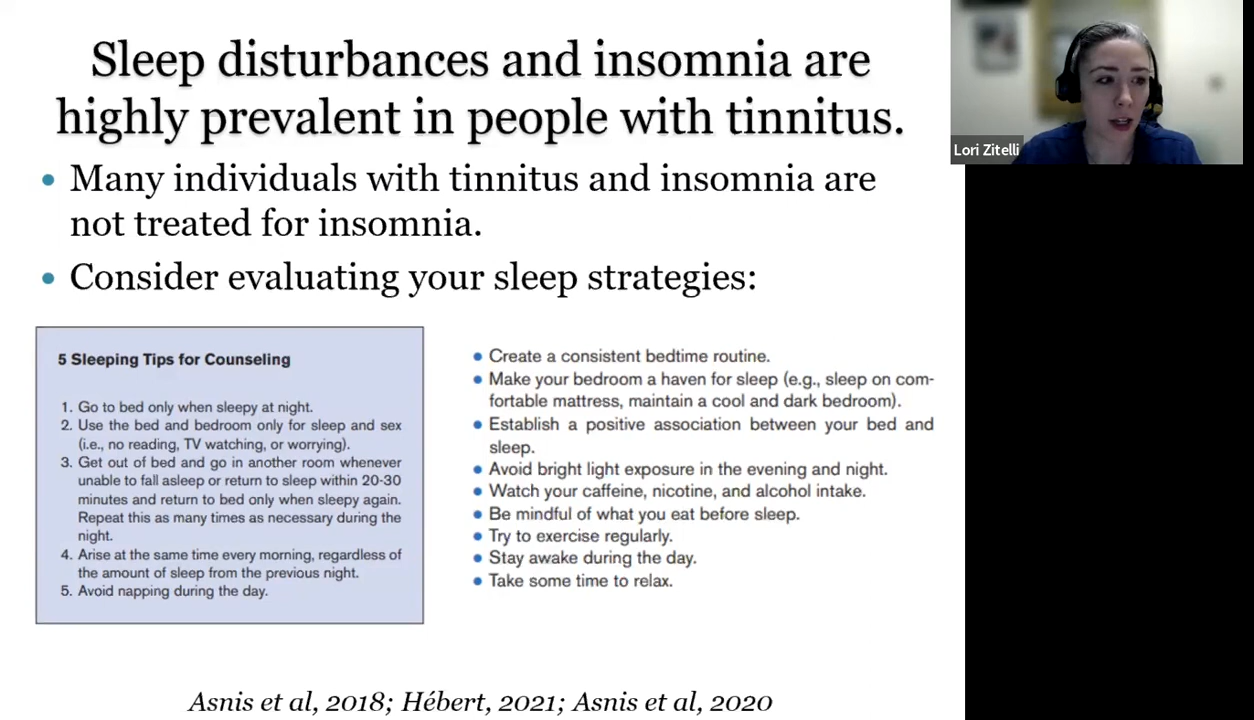 Sleep disturbances and insomnia are
highly prevalent in people with tinnitus.
• Many individuals with tinnitus and insomnia are
not treated for insomnia.
• Consider evaluating your sleep strategies:
5 Sleeping Tips for Counseling
1. Go to bed only when sleepy at night.
2. Use the bed and bedroom only for sleep and sex
(i.e., no reading, TV watching, or worrying).
3. Get out of bed and go in another room whenever
unable to fall asleep or return to sleep within 20-30
minutes and return to bed only when sleepy again.
Repeat this as many times as necessary during the
night.
4. Arise at the same time every morning, regardless of
the amount of sleep from the previous night.
5. Avoid napping during the day.
• Create a consistent bedtime routine.
• Make your bedroom a haven for sleep (e.g., sleep on com-
fortable mattress, maintain a cool and dark bedroom).
• Establish a positive association between your bed and
sleep.
• Avoid bright light exposure in the evening and night.
• Watch your caffeine, nicotine, and alcohol intake.
• Be mindful of what you eat before sleep.
• Try to exercise regularly.
• Stay awake during the day.
• Take some time to relax.
Asnis et al, 2018; Hébert, 2021; Asnis et al, 2020
Lori Zitelli